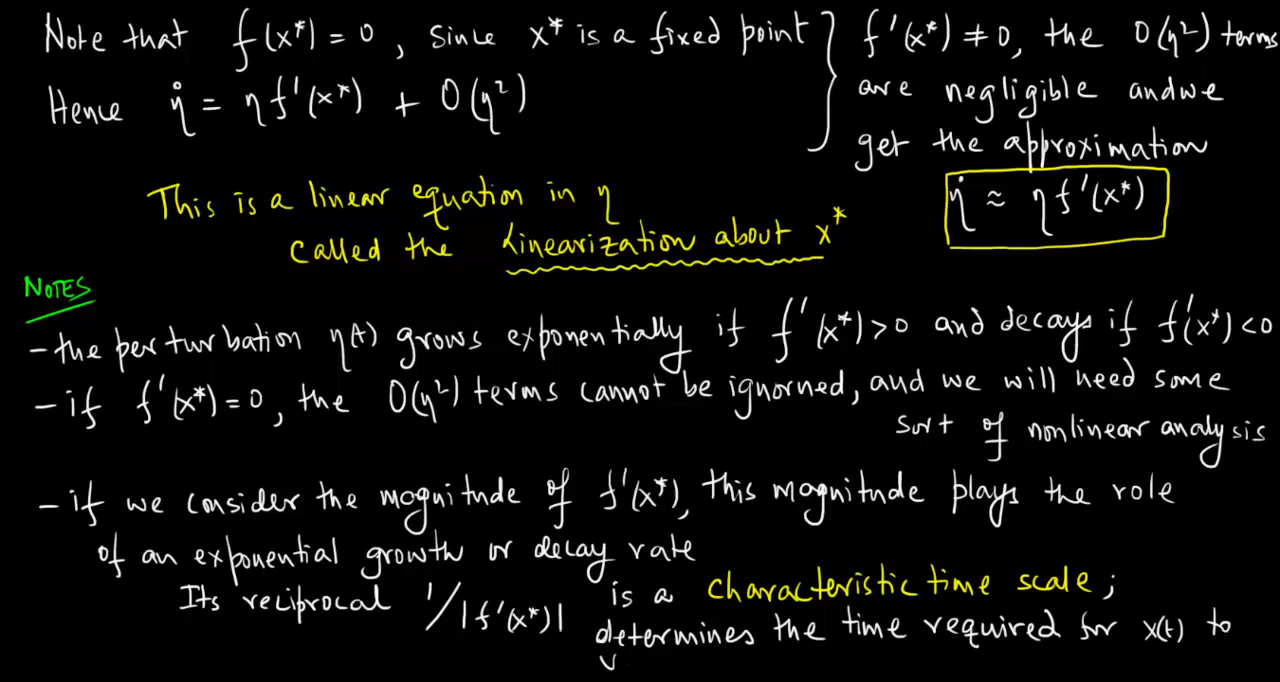 Note that f(x*) = 0, since x* is a fixed point
Hence η̇ = η f'(x*) + O(η²)
f'(x*) ≠ 0, the O(η²) terms
are negligible and we
get the approximation
η̇ ≈ η f'(x*)
This is a linear equation in η
called the Linearization about x*
NOTES
- the perturbation η(t) grows exponentially if f'(x*) > 0 and decays if f'(x*) < 0
- if f'(x*) = 0, the O(η²) terms cannot be ignorned, and we will need some
sort of nonlinear analysis
- if we consider the magnitude of f'(x*), this magnitude plays the role
of an exponential growth or decay rate
Its reciprocal 1/|f'(x*)| is a characteristic time scale;
determines the time required for x(t) to